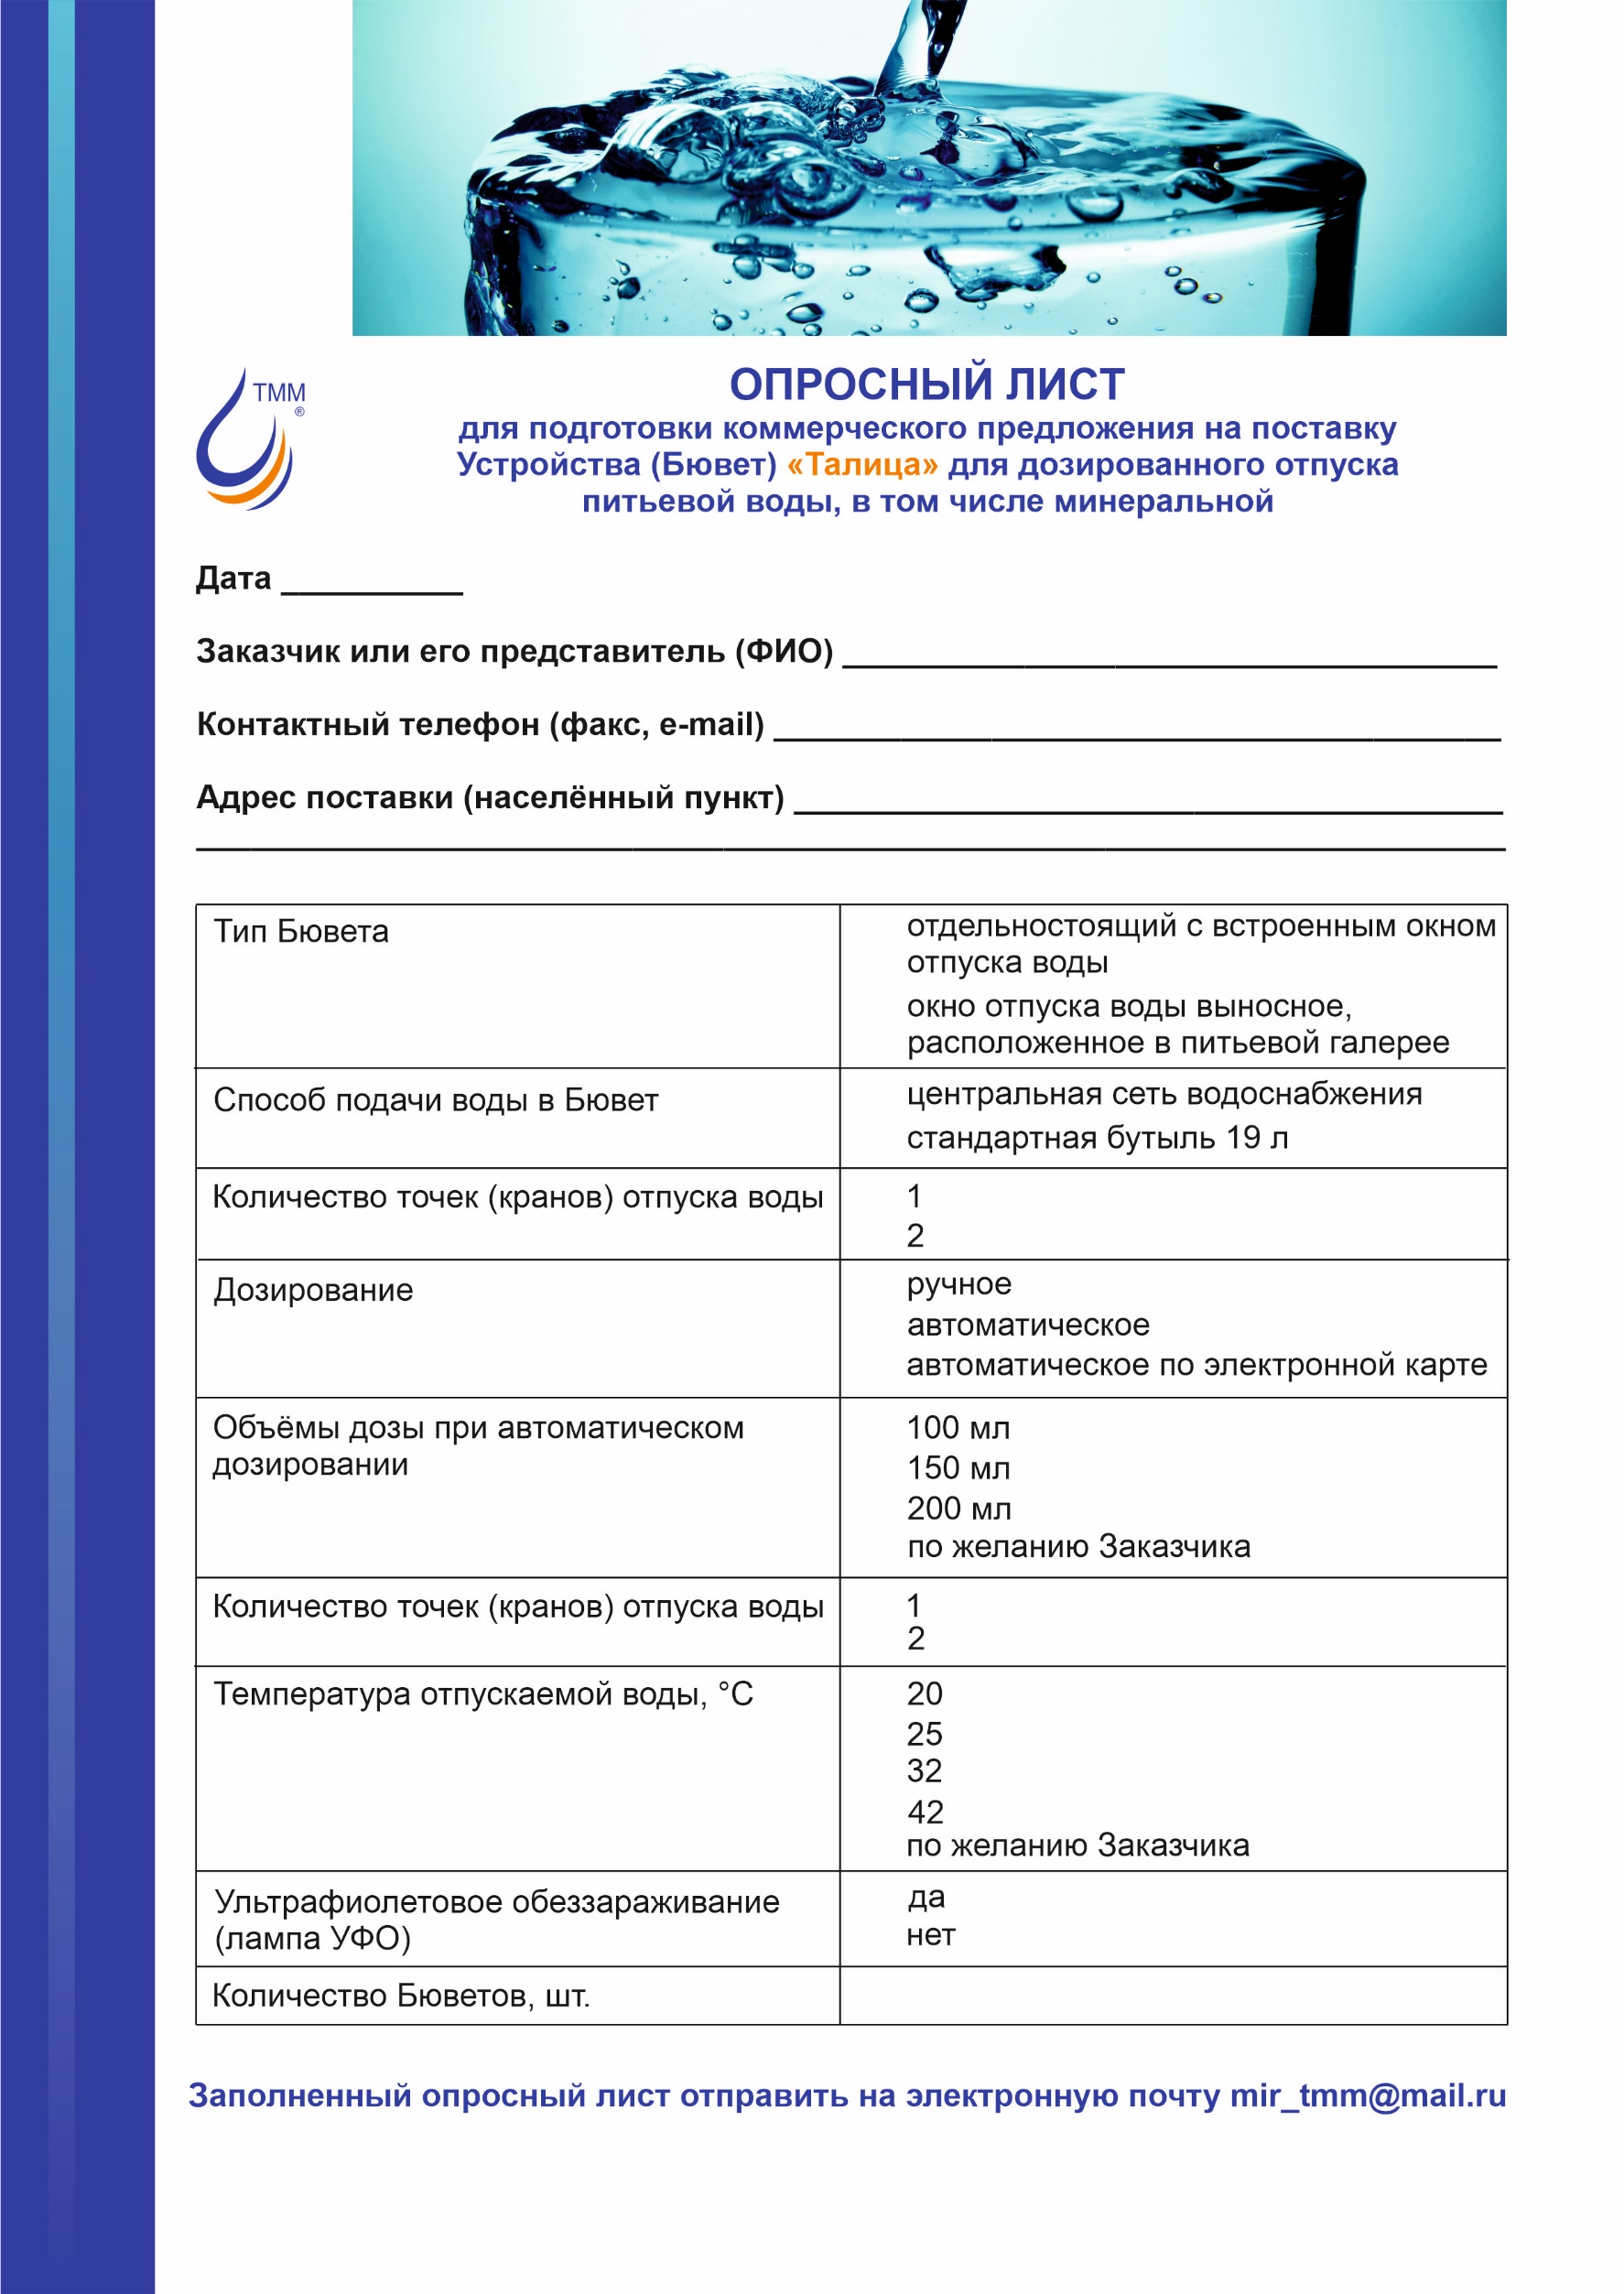 ТММ
®
ОПРОСНЫЙ ЛИСТ
для подготовки коммерческого предложения на поставку
Устройства (Бювет) «Талица» для дозированного отпуска
питьевой воды, в том числе минеральной
Дата __________
Заказчик или его представитель (ФИО) ____________________________________
Контактный телефон (факс, e-mail) ________________________________________
Адрес поставки (населённый пункт) _______________________________________
________________________________________________________________________
Тип Бювета
отдельностоящий с встроенным окном
отпуска воды
окно отпуска воды выносное,
расположенное в питьевой галерее
Способ подачи воды в Бювет
центральная сеть водоснабжения
стандартная бутыль 19 л
Количество точек (кранов) отпуска воды
1
2
Дозирование
ручное
автоматическое
автоматическое по электронной карте
Объёмы дозы при автоматическом
дозировании
100 мл
150 мл
200 мл
по желанию Заказчика
Количество точек (кранов) отпуска воды
1
2
Температура отпускаемой воды, °С
20
25
32
42
по желанию Заказчика
Ультрафиолетовое обеззараживание
(лампа УФО)
да
нет
Количество Бюветов, шт.
Заполненный опросный лист отправить на электронную почту mir_tmm@mail.ru